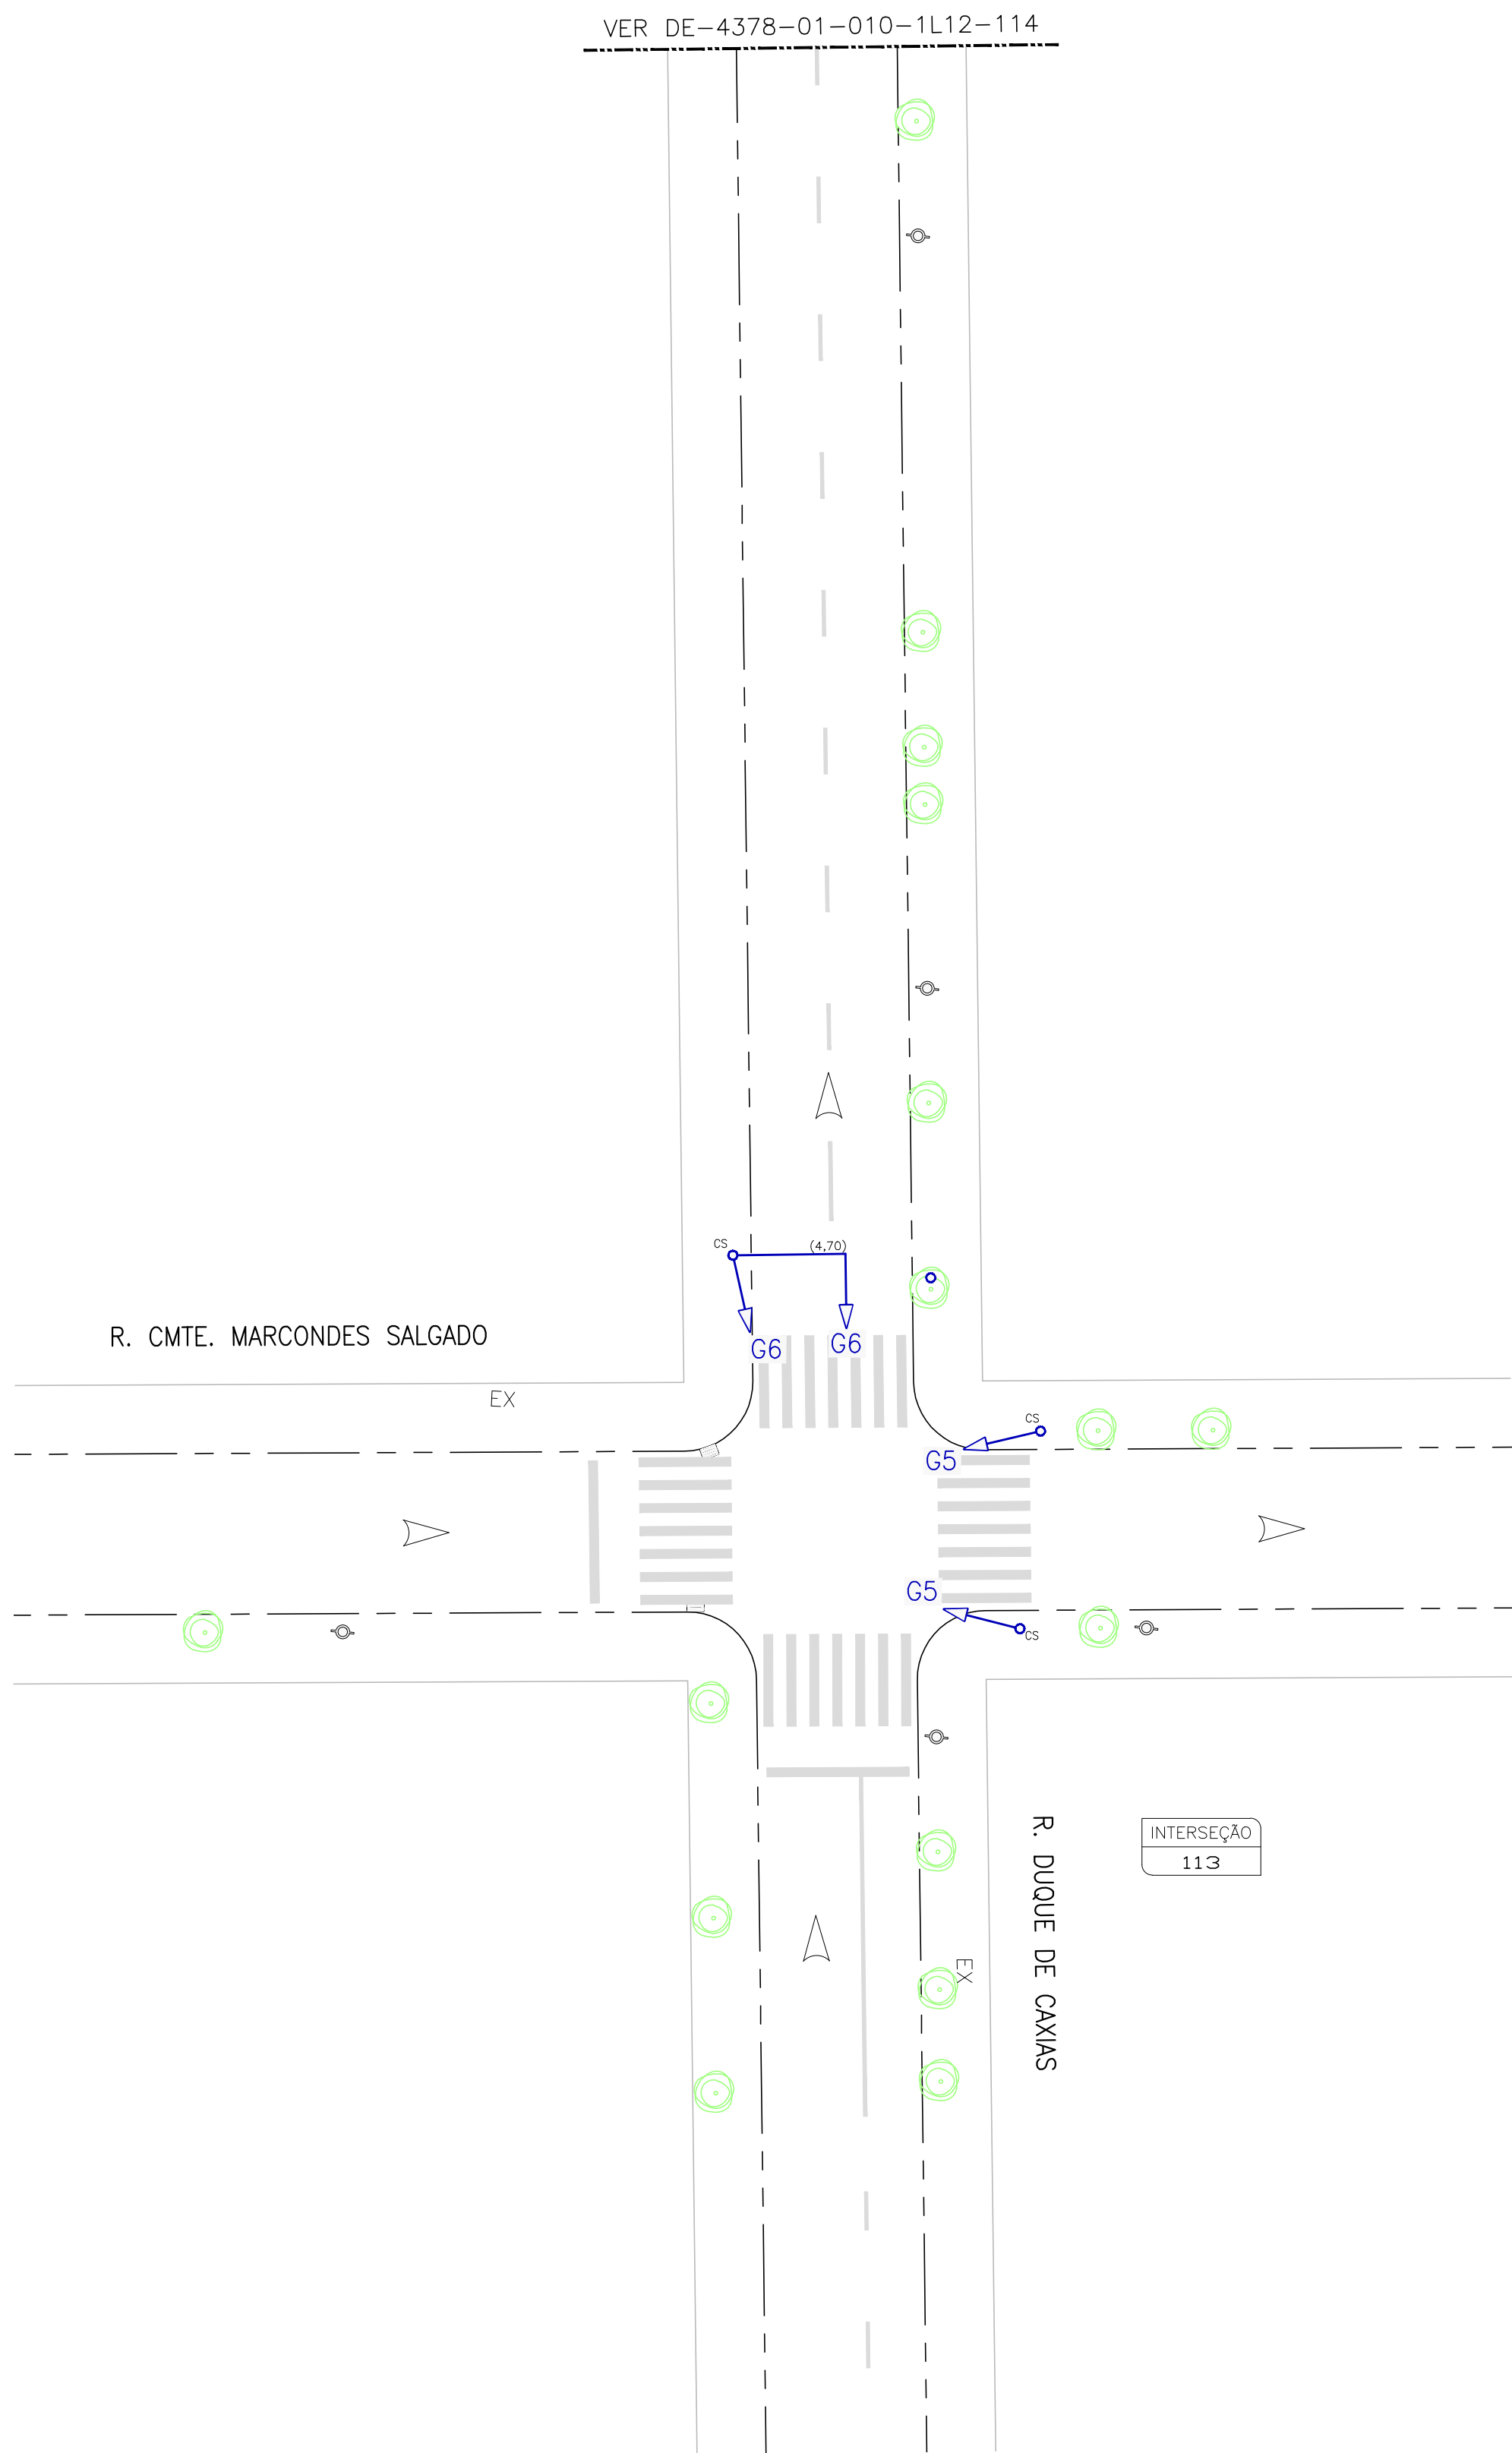 VER DE-4378-01-010-1L12-114
CS
(4,70)
R. CMTE. MARCONDES SALGADO
G6
G6
EX
CS
G5
G5
CS
R. DUQUE DE CAXIAS
INTERSEÇÃO
113
EX